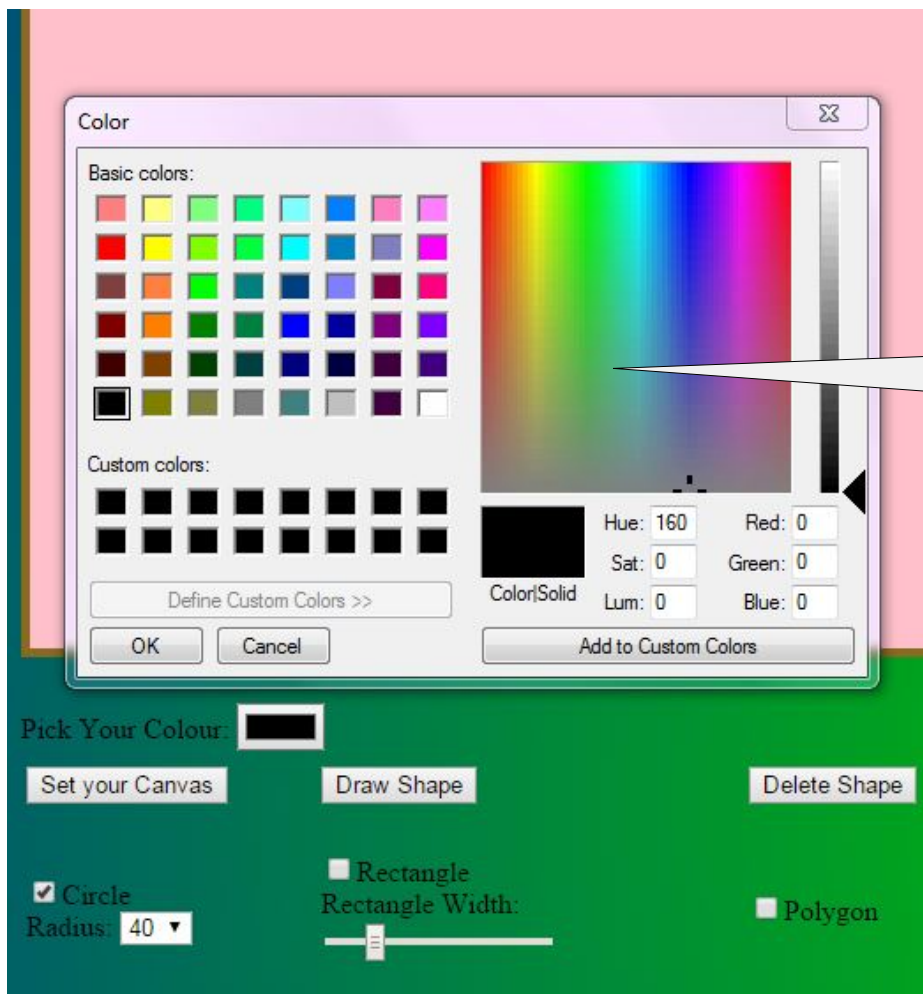 Color
Basic colors:
Custom colors:
Define Custom Colors >>
OK Cancel
Hue: 160 Red: 0
Sat: 0 Green: 0
Color|Solid Lum: 0 Blue: 0
Add to Custom Colors
Pick Your Colour:
Set your Canvas Draw Shape Delete Shape
Circle
Radius: 40
Rectangle
Rectangle Width:
Polygon